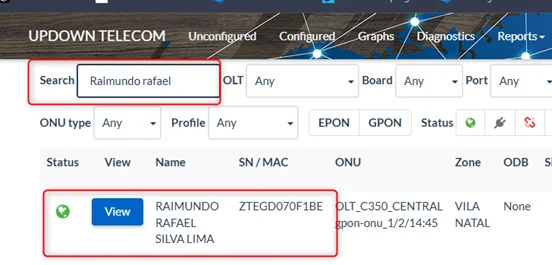 UPDOWN TELECOM Unconfigured Configured Graphs Diagnostics Reports
Search Raimundo rafael OLT Any Board Any Port Any
ONU type Any Profile Any EPON GPON Status
Status View Name SN / MAC ONU Zone ODB
View RAIMUNDO ZTEGD070F1BE OLT_C350_CENTRAL VILA None
RAFAEL gpon-onu_1/2/14:45 NATAL
SILVA LIMA